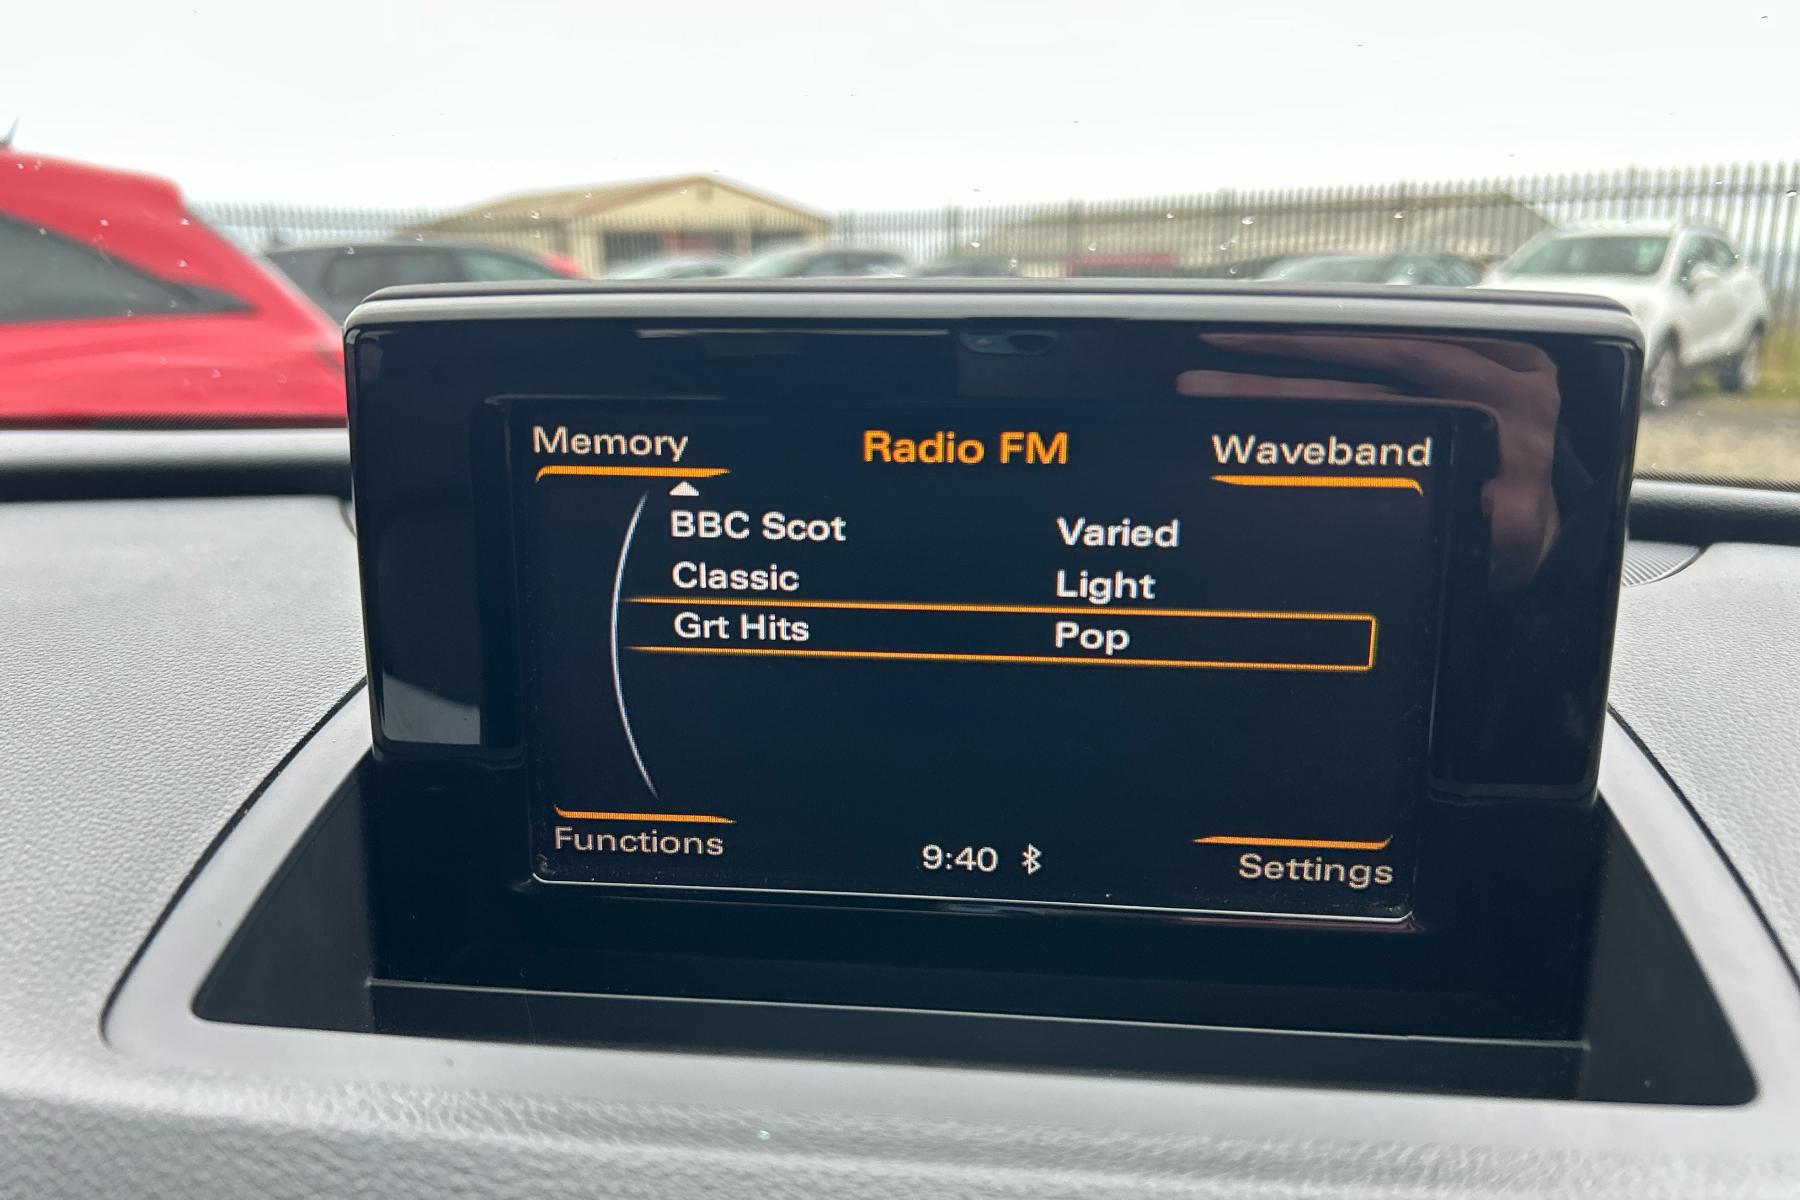 Memory Radio FM Waveband
BBC Scot Varied
Classic Light
Grt Hits Pop
Functions 9:40 Settings